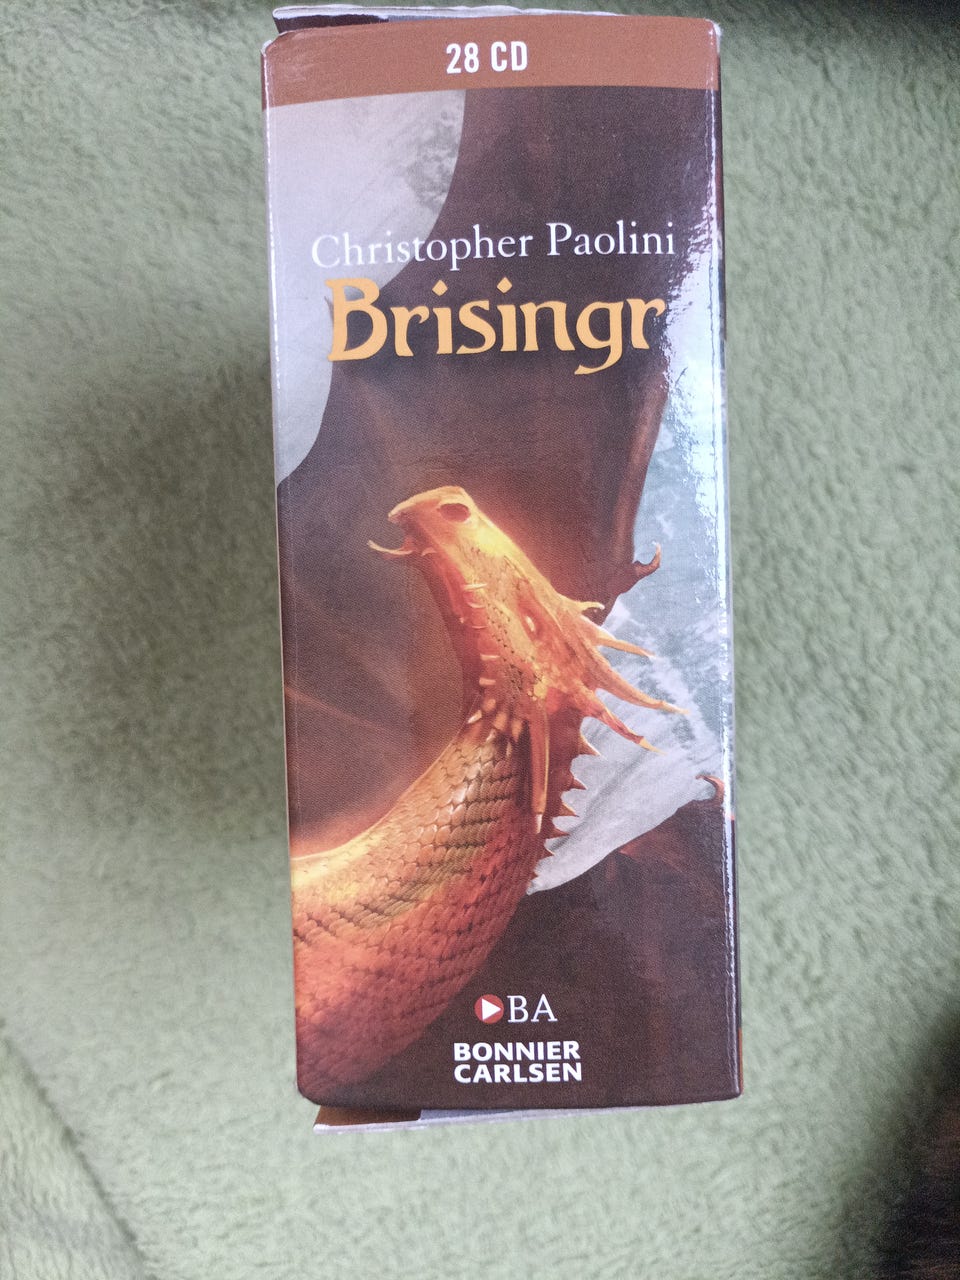 28 CD
Christopher Paolini
Brisingr
BA
BONNIER
CARLSEN